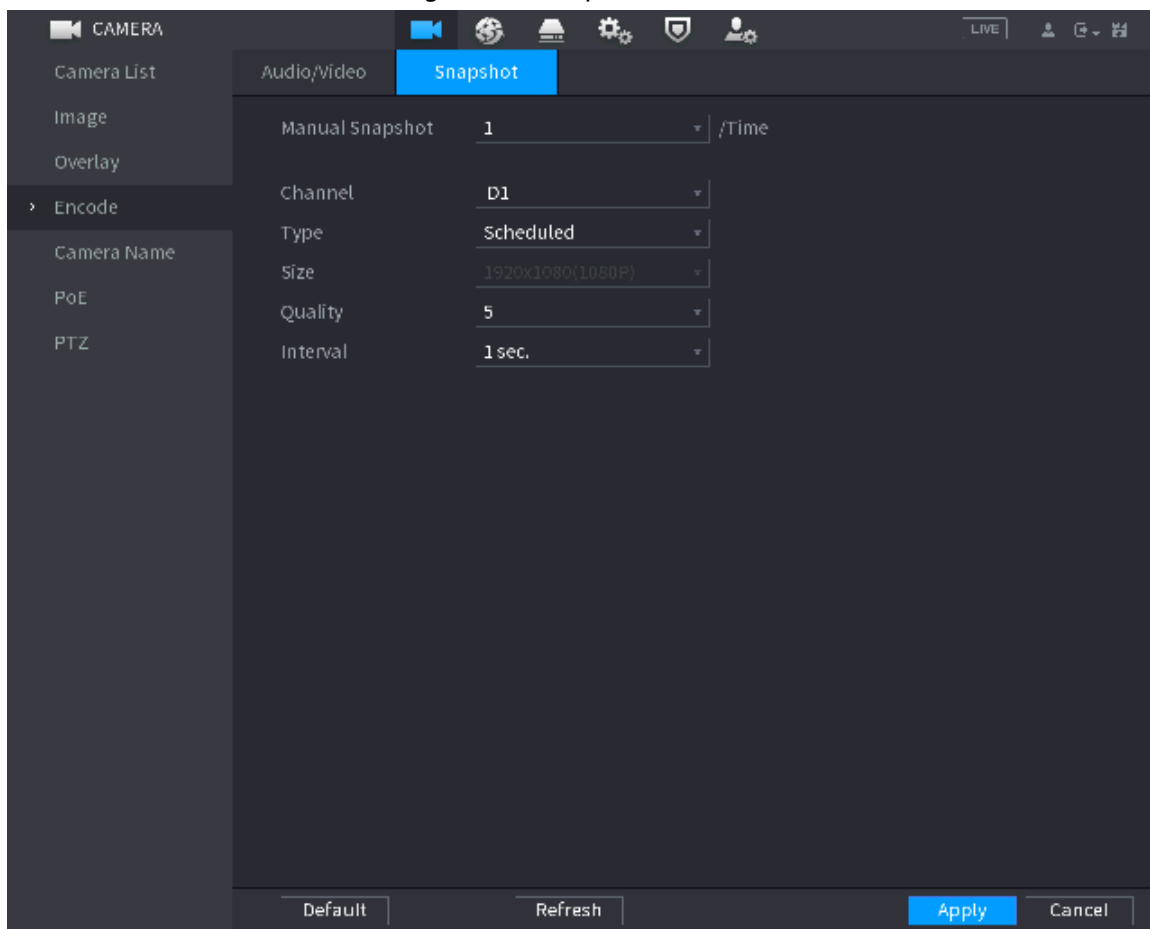 CAMERA
LIVE
Camera List
Image
Overlay
Encode
Camera Name
PoE
PTZ
Audio/Video
Snapshot
Manual Snapshot 1 /Time
Channel D1
Type Scheduled
Size 1920x1080(1080P)
Quality 5
Interval 1 sec.
Default Refresh Apply Cancel